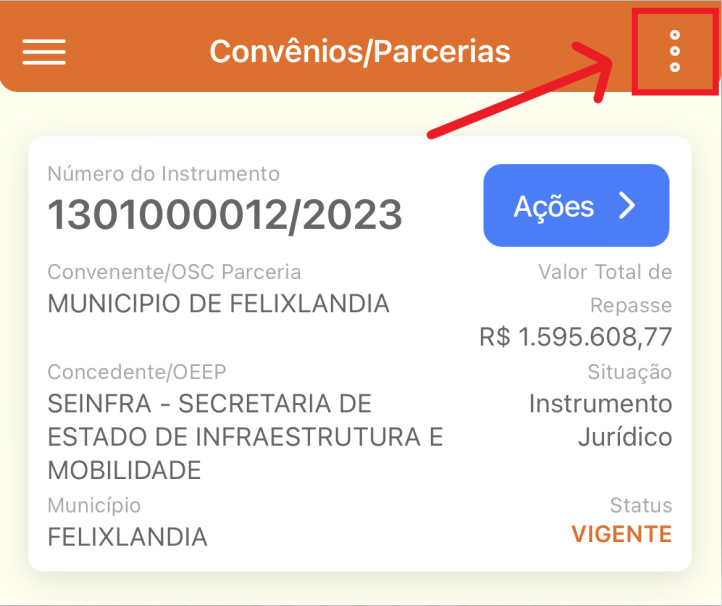 Convênios/Parcerias
Número do Instrumento
1301000012/2023
Ações
Convenente/OSC Parceria
MUNICIPIO DE FELIXLANDIA
Valor Total de
Repasse
R$ 1.595.608,77
Concedente/OEEP
SEINFRA - SECRETARIA DE
ESTADO DE INFRAESTRUTURA E
MOBILIDADE
Situação
Instrumento
Jurídico
Município
FELIXLANDIA
Status
VIGENTE